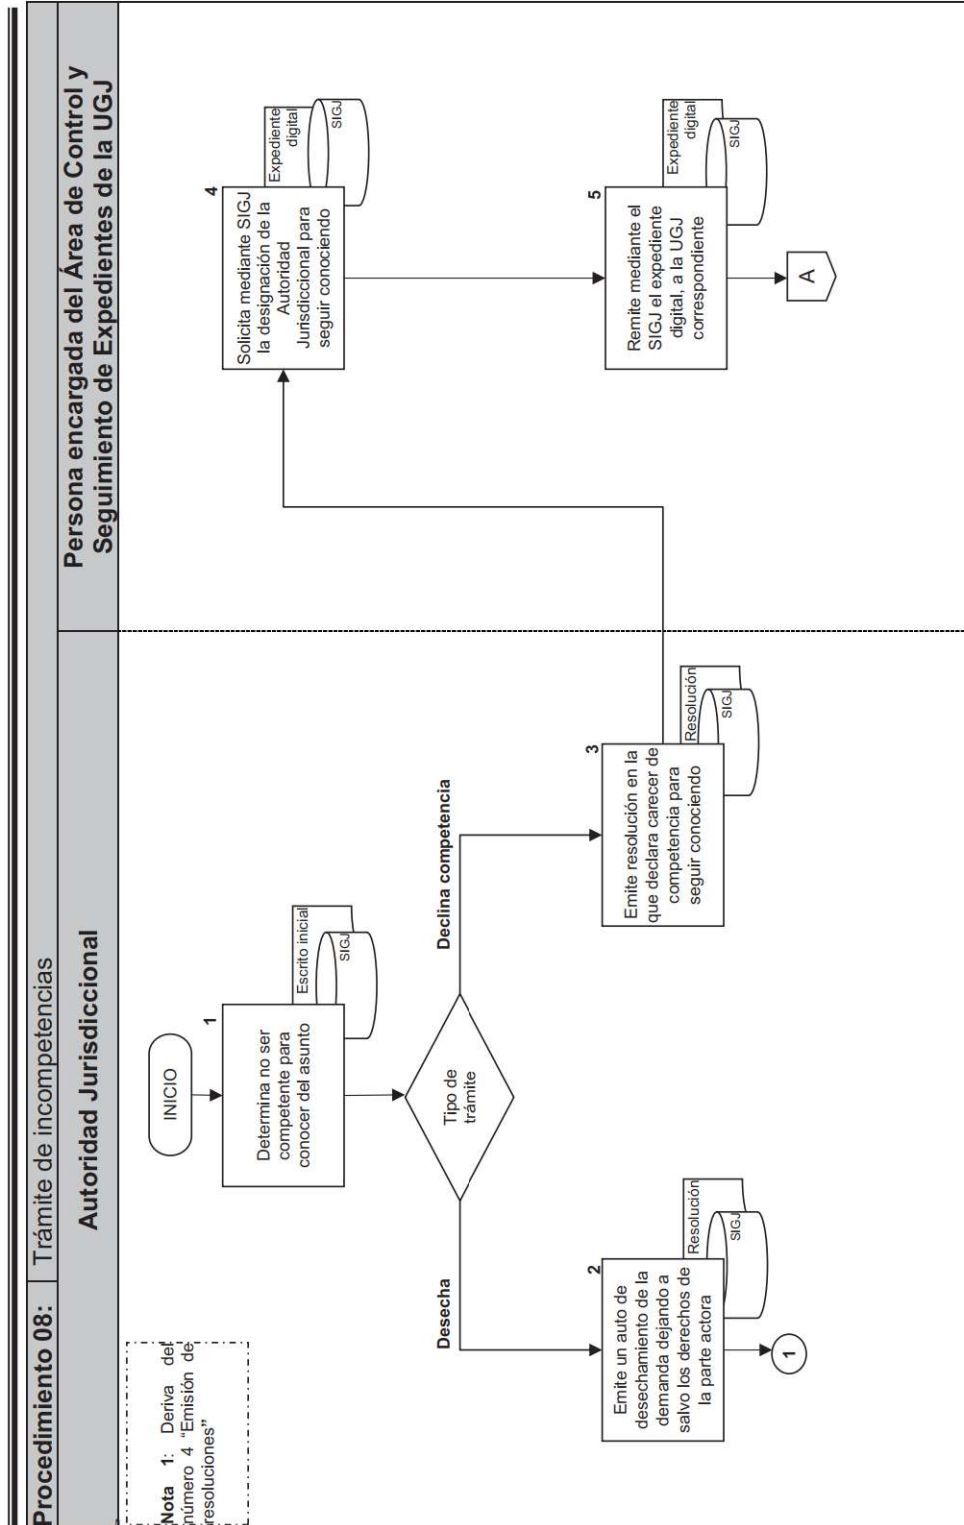 Procedimiento 08: Trámite de incompetencias
Autoridad Jurisdiccional
Persona encargada del Área de Control y
Seguimiento de Expedientes de la UGJ
Nota 1: Deriva del
número 4 “Emisión de
resoluciones”
INICIO
1
Determina no ser
competente para
conocer del asunto
Escrito inicial
SIGJ
Tipo de
trámite
Desecha
Declina competencia
2
Emite un auto de
desechamiento de la
demanda dejando a
salvo los derechos de
la parte actora
Resolución
SIGJ
1
3
Emite resolución en la
que declara carecer de
competencia para
seguir conociendo
Resolución
SIGJ
4
Solicita mediante SIGJ
la designación de la
Autoridad
Jurisdiccional para
seguir conociendo
Expediente
digital
SIGJ
5
Remite mediante el
SIGJ el expediente
digital, a la UGJ
correspondiente
Expediente
digital
SIGJ
A